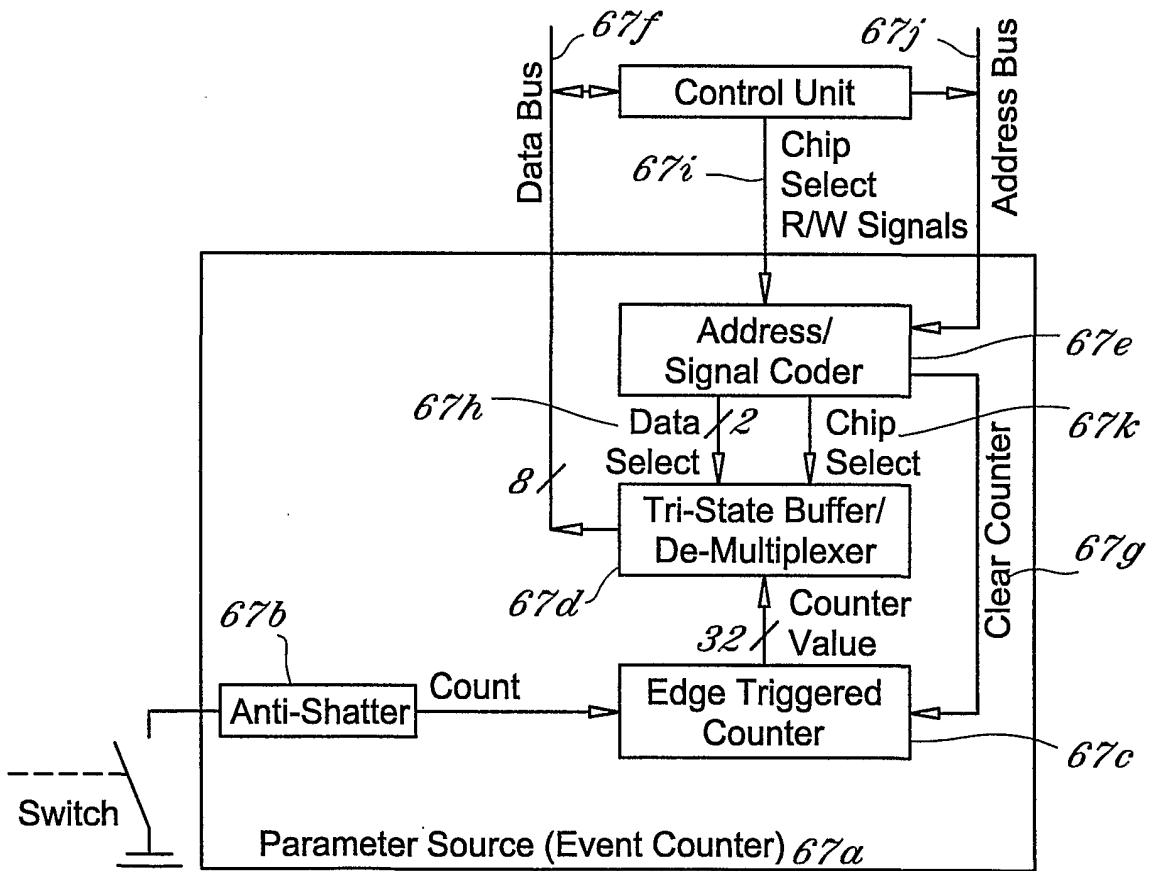 67f
67j
Data Bus
Control Unit
Address Bus
67i
Chip
Select
R/W Signals
Address/
Signal Coder
67e
67h
Data
Select
2
Chip
Select
67k
8
Tri-State Buffer/
De-Multiplexer
Clear Counter
67g
67d
67b
32
Counter
Value
Anti-Shatter
Count
Edge Triggered
Counter
67c
Switch
Parameter Source (Event Counter) 67a